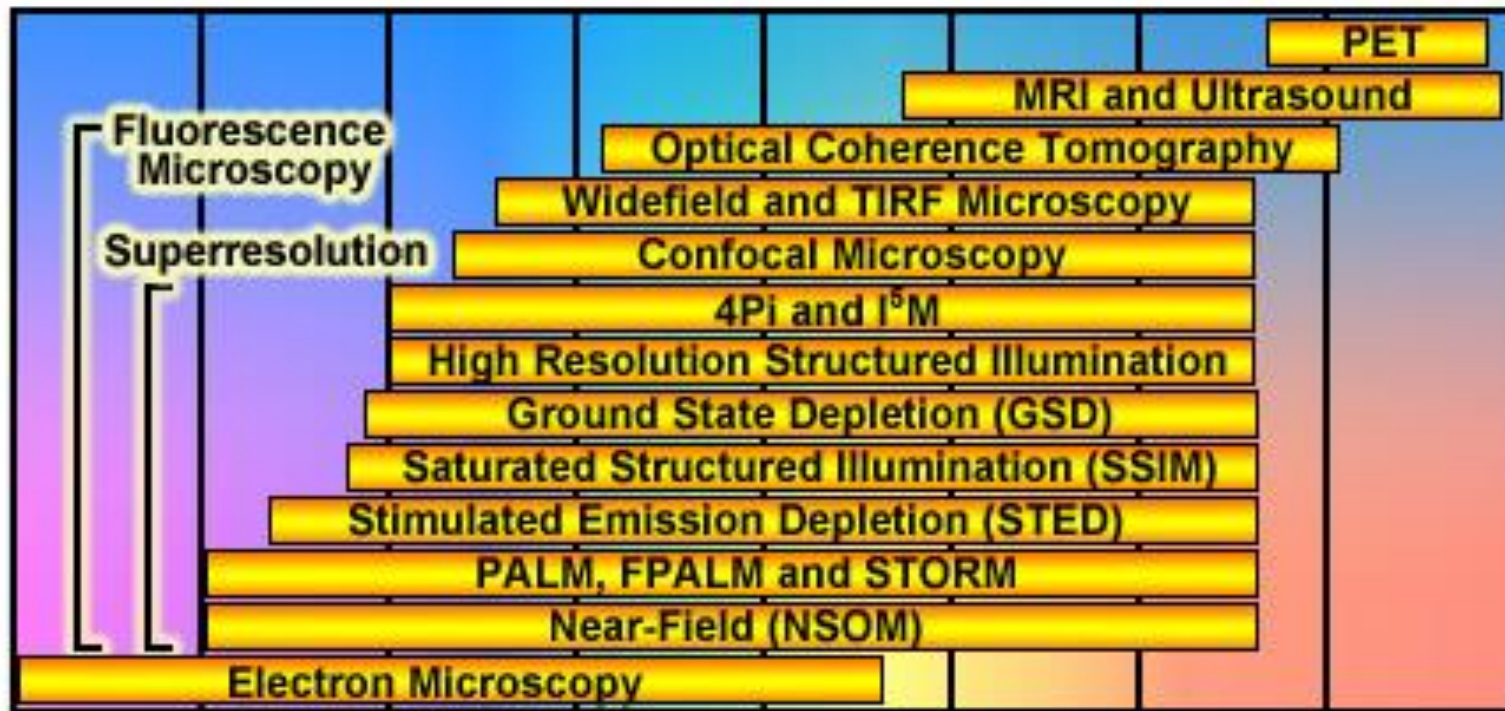 PET
MRI and Ultrasound
Fluorescence
Microscopy
Optical Coherence Tomography
Widefield and TIRF Microscopy
Superresolution
Confocal Microscopy
4Pi and I⁵M
High Resolution Structured Illumination
Ground State Depletion (GSD)
Saturated Structured Illumination (SSIM)
Stimulated Emission Depletion (STED)
PALM, FPALM and STORM
Near-Field (NSOM)
Electron Microscopy